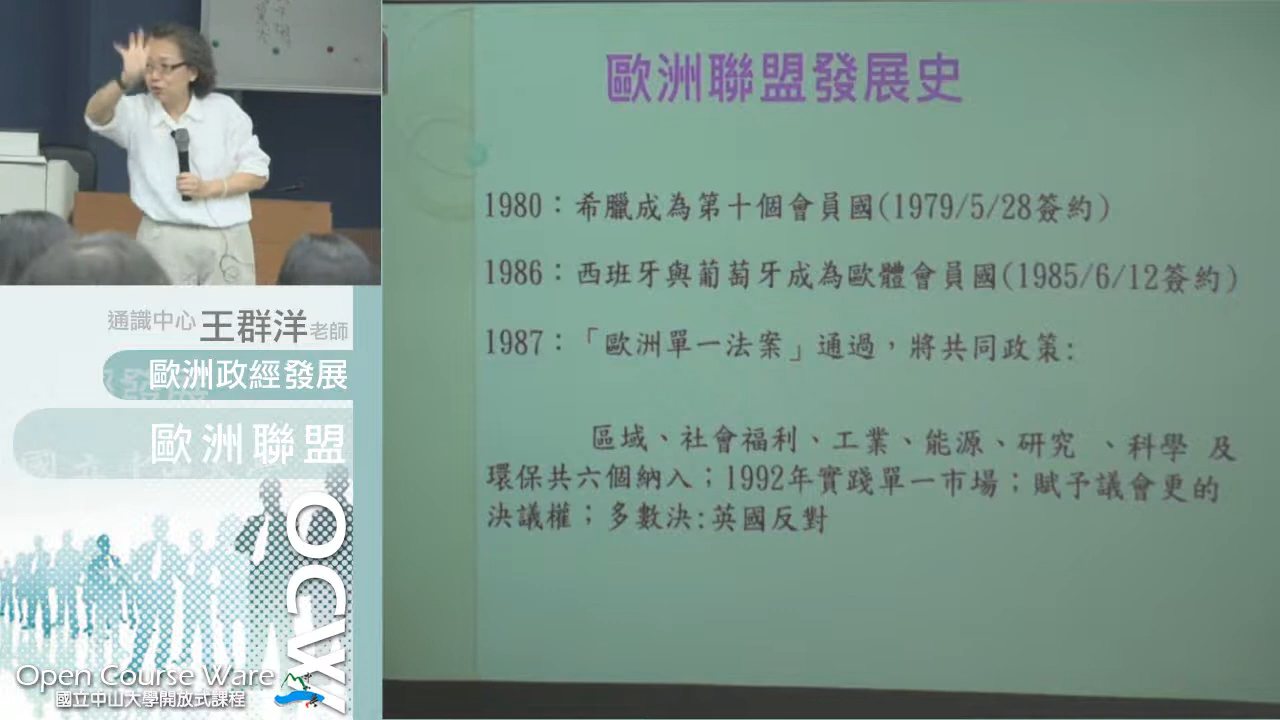 歐洲聯盟發展史
1980：希臘成為第十個會員國(1979/5/28簽約)
1986：西班牙與葡萄牙成為歐體會員國(1985/6/12簽約)
1987：「歐洲單一法案」通過，將共同政策:
區域、社會福利、工業、能源、研究 、科學 及
環保共六個納入；1992年實踐單一市場；賦予議會更的
決議權；多數決:英國反對
通識中心王群洋老師
歐洲政經發展
歐洲聯盟
OCW
Open Course Ware
國立中山大學開放式課程